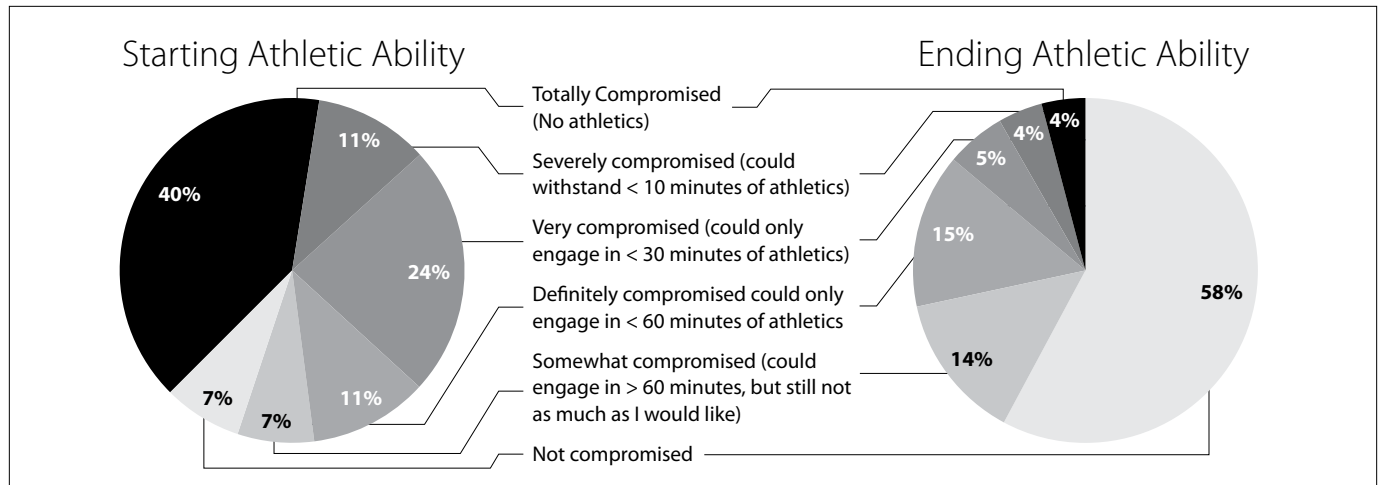 Starting Athletic Ability
Ending Athletic Ability
Totally Compromised
(No athletics)
Severely compromised (could
withstand < 10 minutes of athletics)
Very compromised (could only
engage in < 30 minutes of athletics)
Definitely compromised could only
engage in < 60 minutes of athletics
Somewhat compromised (could
engage in > 60 minutes, but still not
as much as I would like)
Not compromised
40%
11%
24%
11%
7%
7%
4%
4%
5%
15%
14%
58%